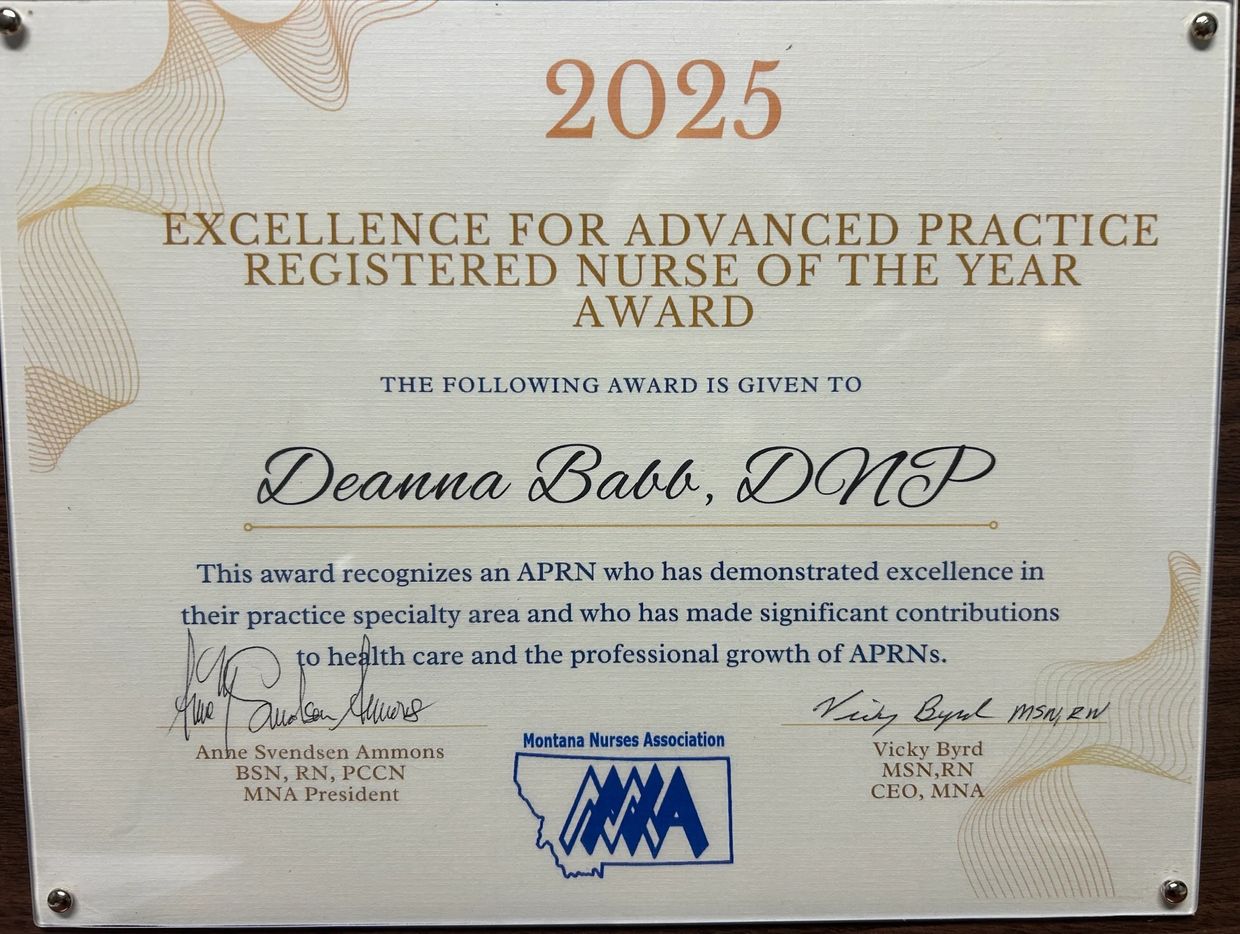 2025
EXCELLENCE FOR ADVANCED PRACTICE
REGISTERED NURSE OF THE YEAR
AWARD
THE FOLLOWING AWARD IS GIVEN TO
Deanna Babb, DNP
This award recognizes an APRN who has demonstrated excellence in
their practice specialty area and who has made significant contributions
to health care and the professional growth of APRNs.
Anne Svendsen Ammons
Anne Svendsen Ammons
BSN, RN, PCCN
MNA President
Montana Nurses Association
MNA
Vicky Byrd MSN, RN
Vicky Byrd
MSN,RN
CEO, MNA